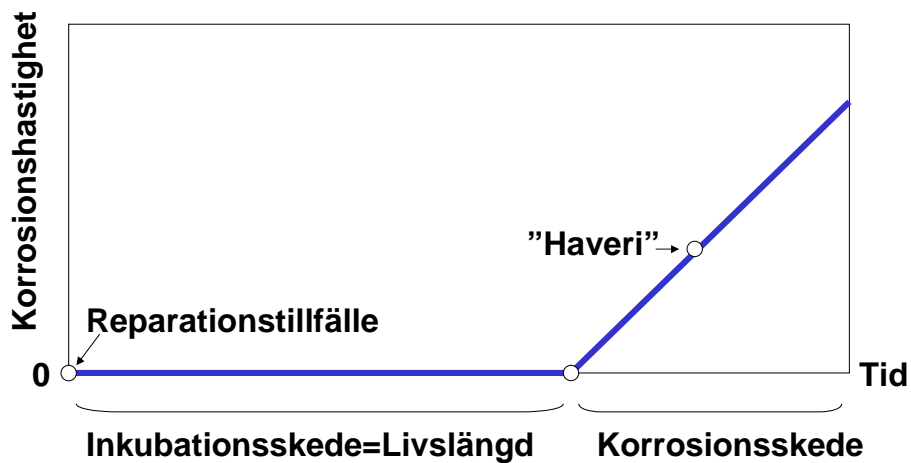 Korrosionshastighet
”Haveri”
Reparationstillfälle
0
Tid
Inkubationsskede=Livslängd
Korrosionsskede